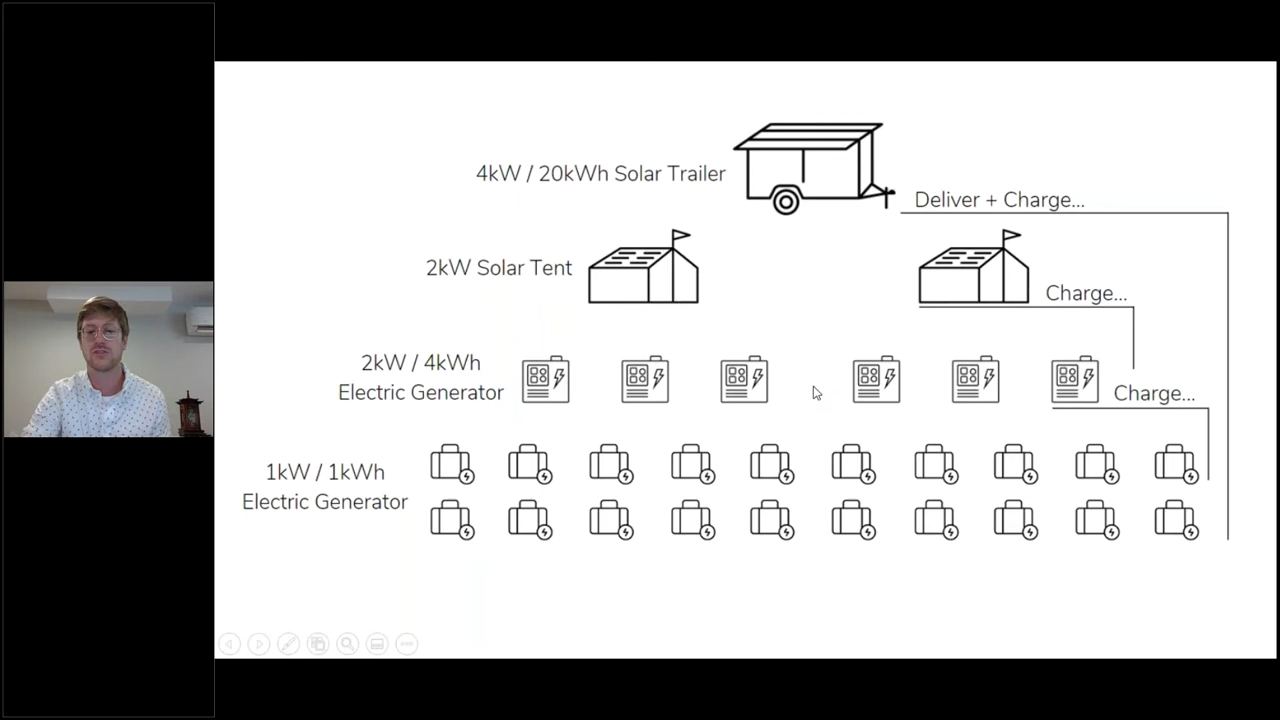 4kW / 20kWh Solar Trailer
Deliver + Charge...
2kW Solar Tent
Charge...
2kW / 4kWh
Electric Generator
Charge...
1kW / 1kWh
Electric Generator